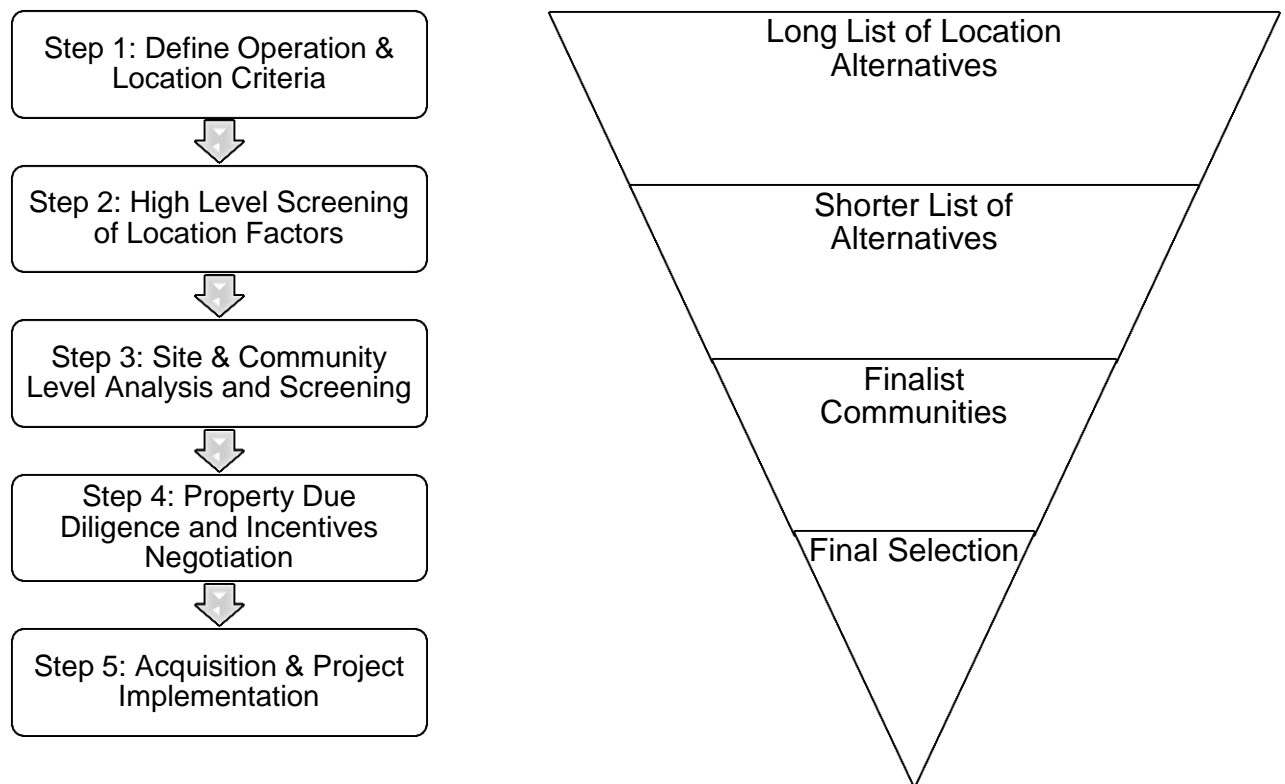 Step 1: Define Operation &
Location Criteria
Step 2: High Level Screening
of Location Factors
Step 3: Site & Community
Level Analysis and Screening
Step 4: Property Due
Diligence and Incentives
Negotiation
Step 5: Acquisition & Project
Implementation
Long List of Location
Alternatives
Shorter List of
Alternatives
Finalist
Communities
Final Selection